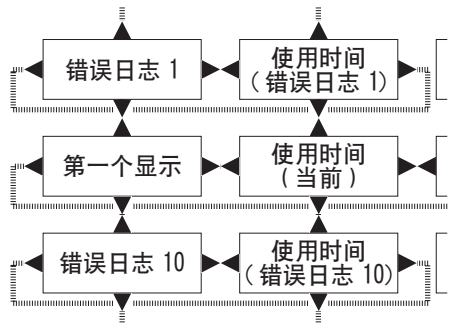 错误日志 1
使用时间
(错误日志 1)
第一个显示
使用时间
(当前)
错误日志 10
使用时间
(错误日志 10)